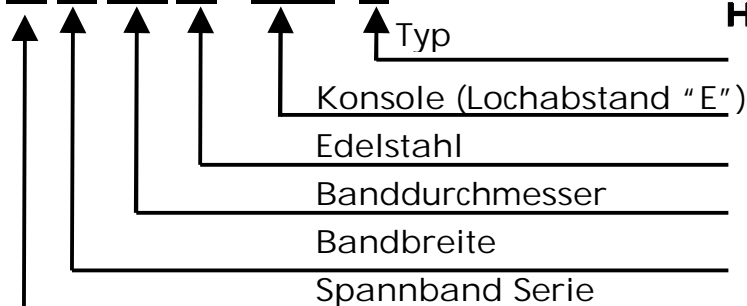 H
Typ
Konsole (Lochabstand “E”)
Edelstahl
Banddurchmesser
Bandbreite
Spannband Serie